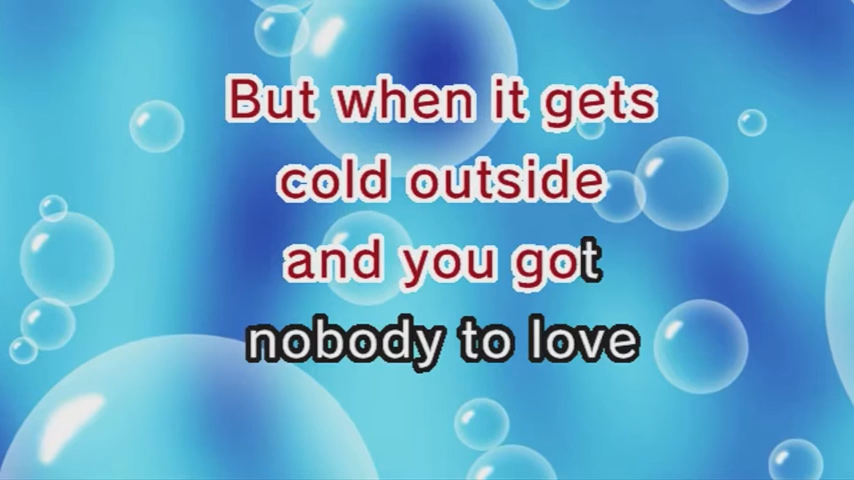 But when it gets
cold outside
and you got
nobody to love